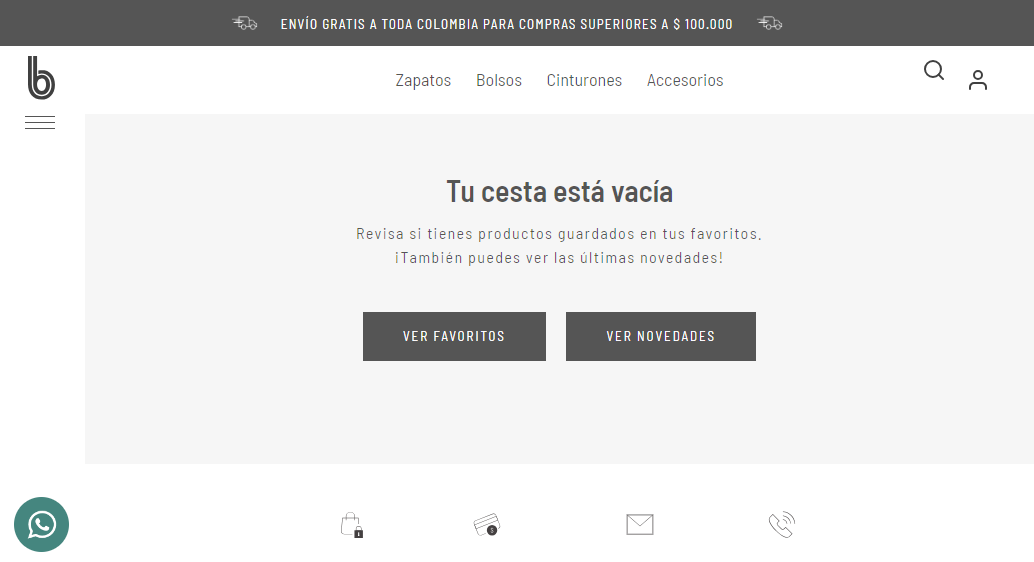 ENVÍO GRATIS A TODA COLOMBIA PARA COMPRAS SUPERIORES A $ 100.000
b
Zapatos Bolsos Cinturones Accesorios
Tu cesta está vacía
Revisa si tienes productos guardados en tus favoritos.
¡También puedes ver las últimas novedades!
VER FAVORITOS VER NOVEDADES